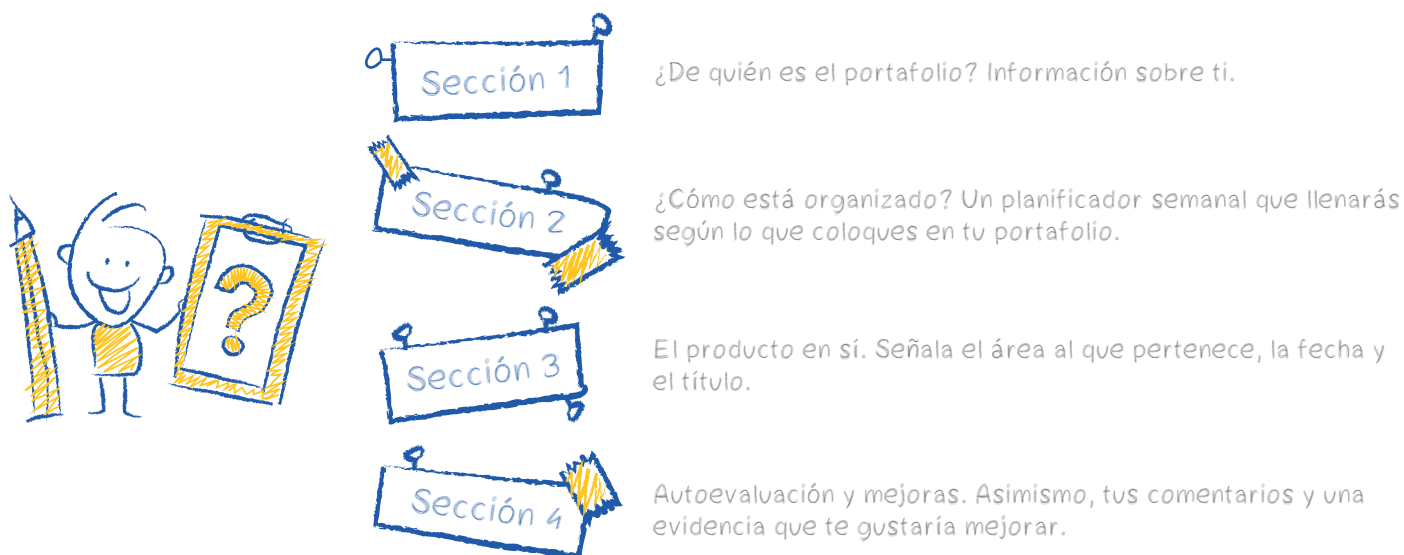 Sección 1
¿De quién es el portafolio? Información sobre ti.
Sección 2
¿Cómo está organizado? Un planificador semanal que llenarás
según lo que coloques en tu portafolio.
Sección 3
El producto en sí. Señala el área al que pertenece, la fecha y
el título.
Sección 4
Autoevaluación y mejoras. Asimismo, tus comentarios y una
evidencia que te gustaría mejorar.
?